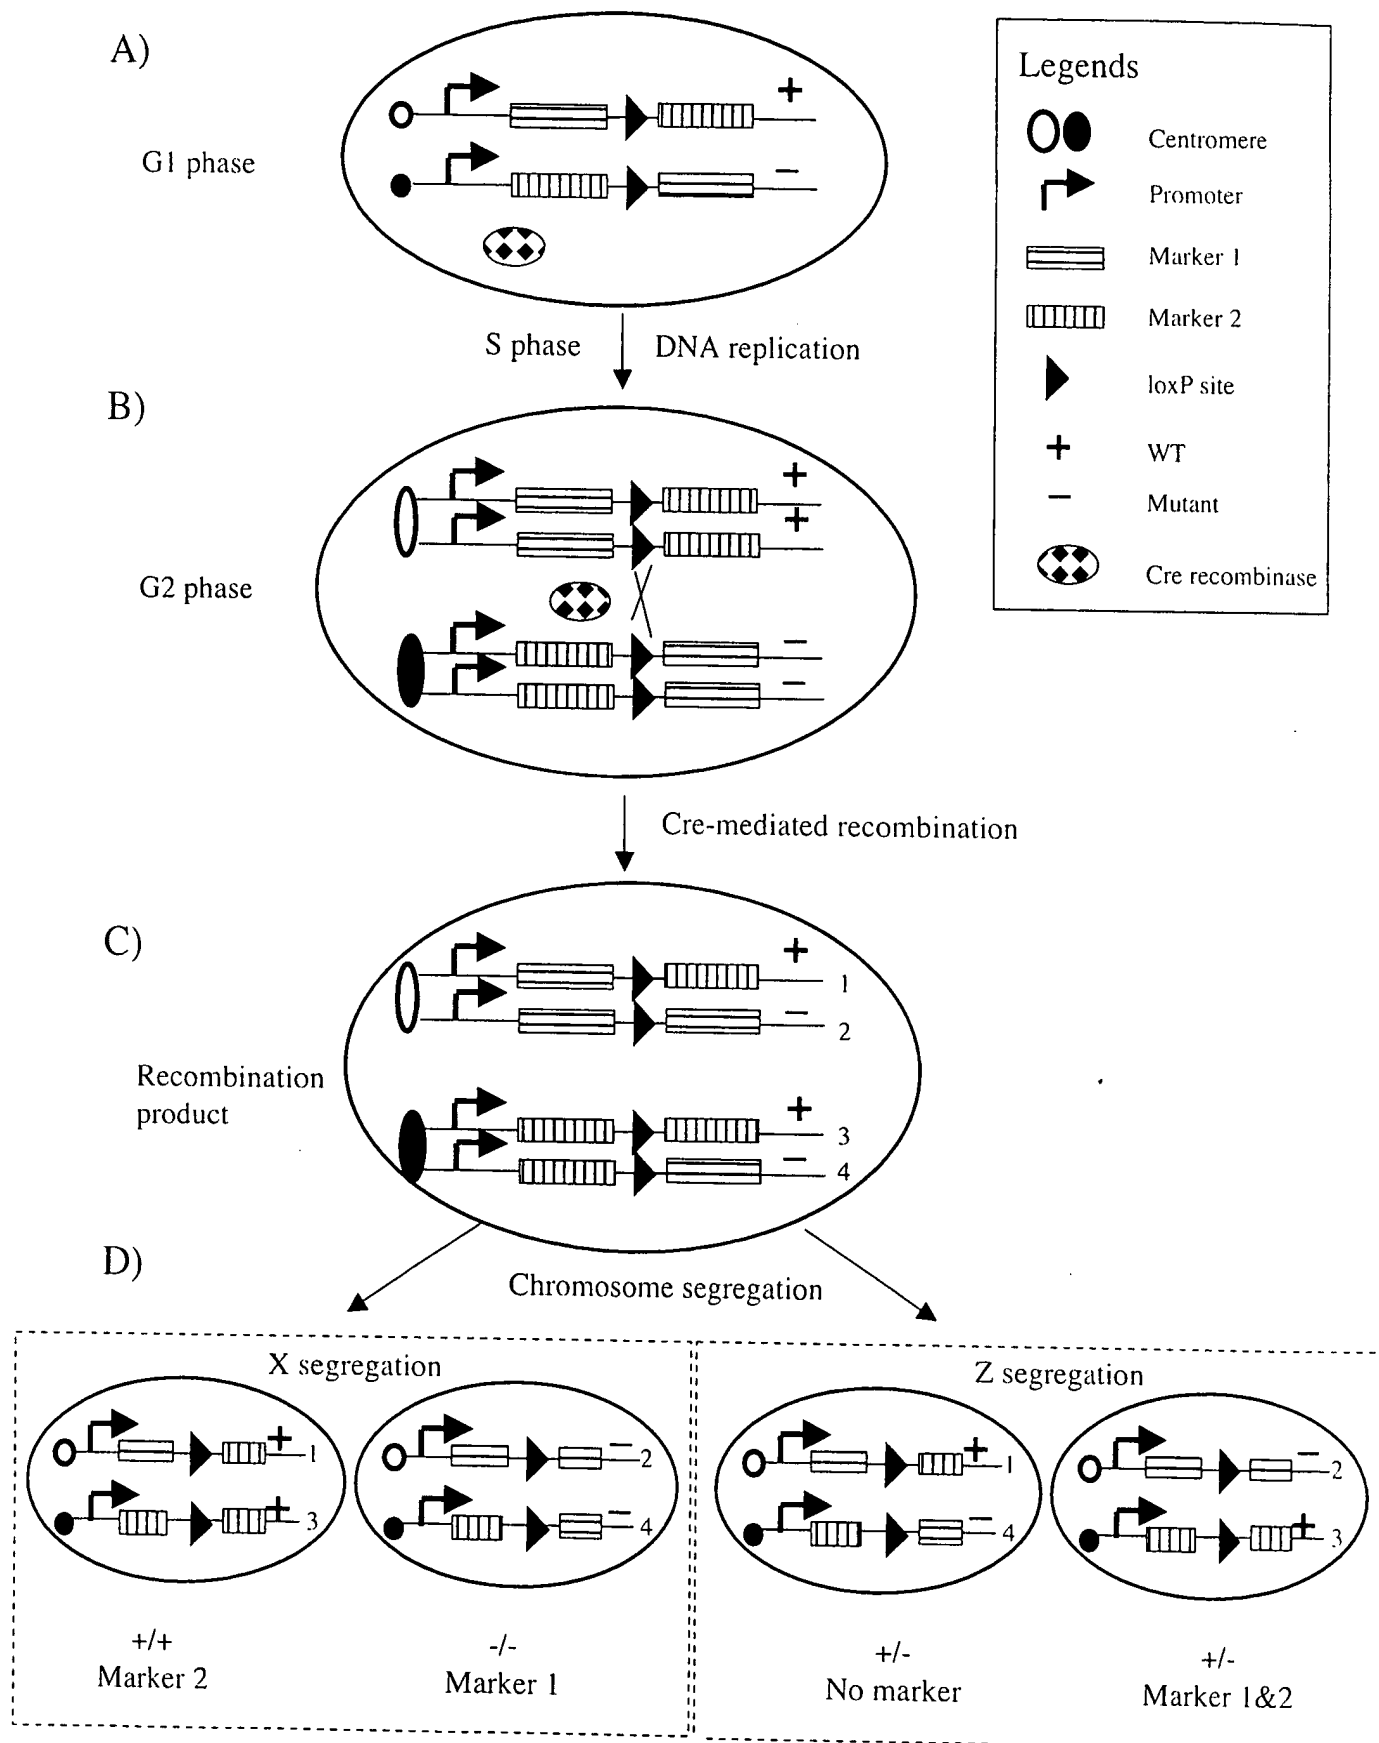 A)
G1 phase
+
−
Legends
Centromere
Promoter
Marker 1
Marker 2
loxP site
+ WT
− Mutant
Cre recombinase
S phase DNA replication
B)
G2 phase
+
+
−
−
Cre-mediated recombination
C)
Recombination
product
+
1
−
2
+
3
−
4
D)
Chromosome segregation
X segregation
+
1
+
3
−
2
−
4
+/+
Marker 2
-/-
Marker 1
Z segregation
+
1
−
4
−
2
+
3
+/-
No marker
+/-
Marker 1&2